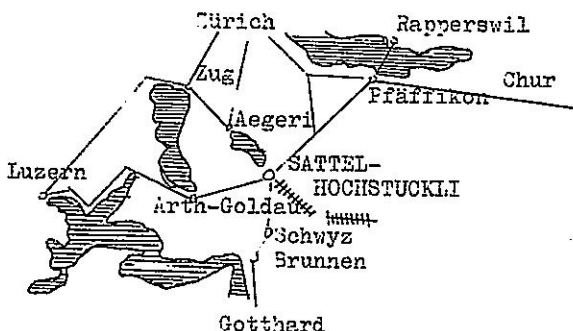 Zürich
Rapperswil
Zug
Chur
Pfäffikon
Aegeri
Luzern
SATTEL-
HOCHSTUCKLI
Arth-Goldau
Schwyz
Brunnen
Gotthard